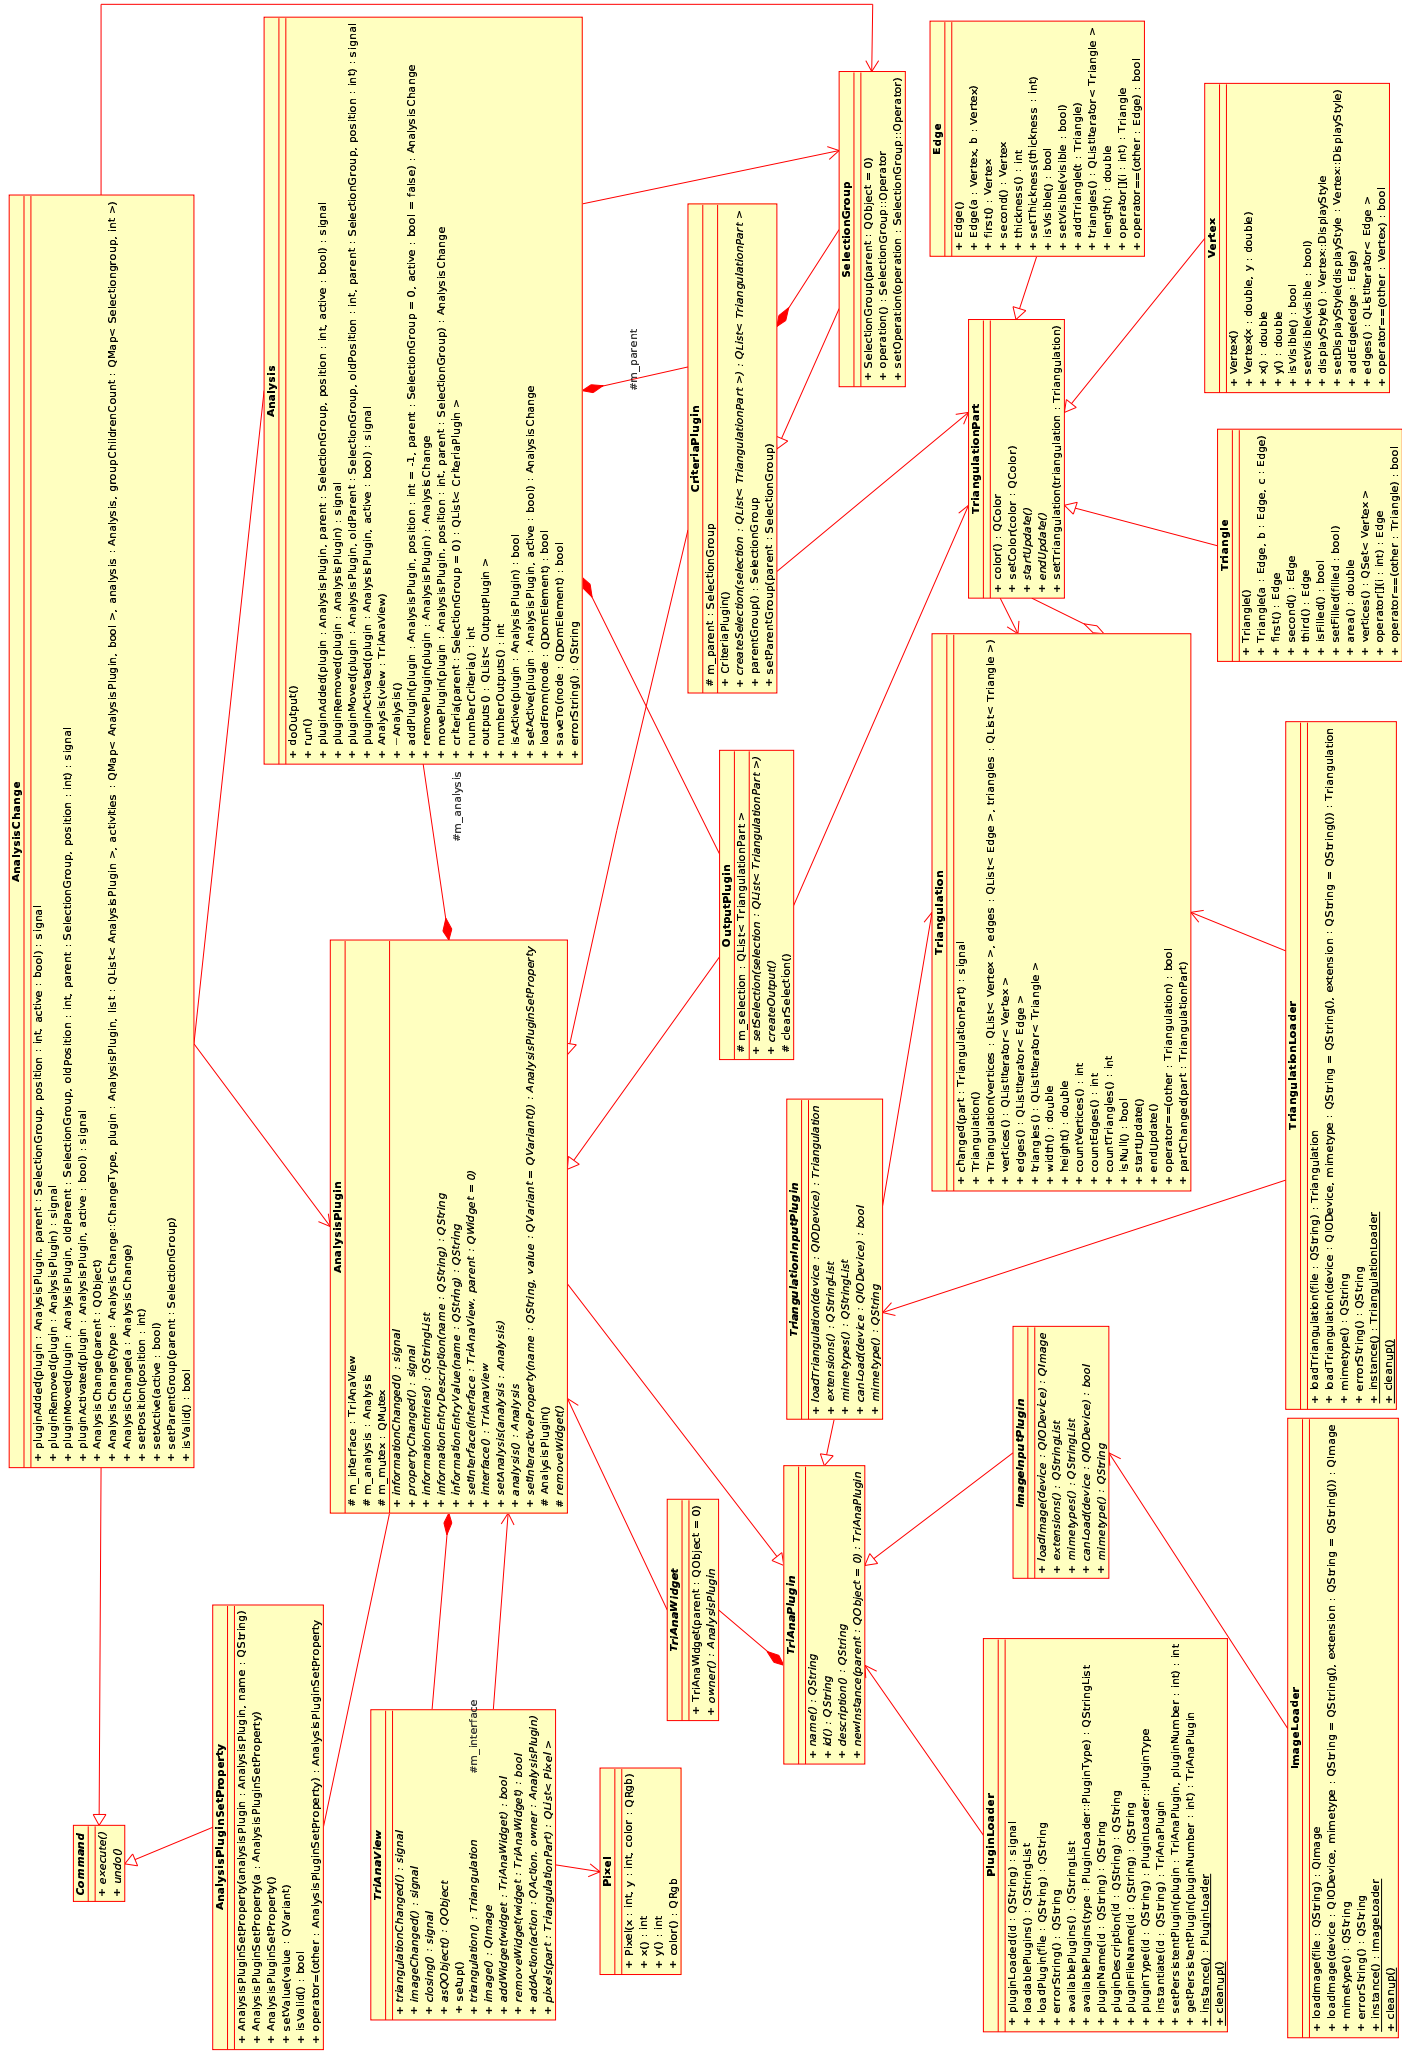 AnalysisChange
+ pluginAdded(plugin : AnalysisPlugin, parent : SelectionGroup, position : int, active : bool) : signal
+ pluginRemoved(plugin : AnalysisPlugin) : signal
+ pluginMoved(plugin : AnalysisPlugin, oldParent : SelectionGroup, oldPosition : int, parent : SelectionGroup, position : int) : signal
+ pluginActivated(plugin : AnalysisPlugin, active : bool) : signal
+ AnalysisChange(parent : QObject)
+ AnalysisChange(type : AnalysisChange::ChangeType, plugin : AnalysisPlugin, list : QList< AnalysisPlugin >, activities : QMap< AnalysisPlugin, bool >, analysis : Analysis, groupChildrenCount : QMap< Selectiongroup, int >)
+ AnalysisChange(a : AnalysisChange)
+ setPosition(position : int)
+ setActive(active : bool)
+ setParentGroup(parent : SelectionGroup)
+ isValid() : bool
Analysis
+ doOutput()
+ run()
+ pluginAdded(plugin : AnalysisPlugin, parent : SelectionGroup, position : int, active : bool) : signal
+ pluginRemoved(plugin : AnalysisPlugin) : signal
+ pluginMoved(plugin : AnalysisPlugin, oldParent : SelectionGroup, oldPosition : int, parent : SelectionGroup, position : int) : signal
+ pluginActivated(plugin : AnalysisPlugin, active : bool) : signal
+ Analysis(view : TriAnaView)
+ ~Analysis()
+ addPlugin(plugin : AnalysisPlugin, position : int = -1, parent : SelectionGroup = 0, active : bool = false) : AnalysisChange
+ removePlugin(plugin : AnalysisPlugin) : AnalysisChange
+ movePlugin(plugin : AnalysisPlugin, position : int, parent : SelectionGroup) : AnalysisChange
+ criteria(parent : SelectionGroup = 0) : QList< CriteriaPlugin >
+ numberCriteria() : int
+ outputs() : QList< OutputPlugin >
+ numberOutputs() : int
+ isActive(plugin : AnalysisPlugin) : bool
+ setActive(plugin : AnalysisPlugin, active : bool) : AnalysisChange
+ loadFrom(node : QDomElement) : bool
+ saveTo(node : QDomElement) : bool
+ errorString() : QString
SelectionGroup
+ SelectionGroup(parent : QObject = 0)
+ operation() : SelectionGroup::Operator
+ setOperation(operation : SelectionGroup::Operator)
Edge
+ Edge()
+ Edge(a : Vertex, b : Vertex)
+ first() : Vertex
+ second() : Vertex
+ thickness() : int
+ setThickness(thickness : int)
+ isVisible() : bool
+ setVisible(visible : bool)
+ addTriangle(t : Triangle)
+ triangles() : QListIterator< Triangle >
+ length() : double
+ operator[](i : int) : Triangle
+ operator==(other : Edge) : bool
Vertex
+ Vertex()
+ Vertex(x : double, y : double)
+ x() : double
+ y() : double
+ isVisible() : bool
+ setVisible(visible : bool)
+ displayStyle() : Vertex::DisplayStyle
+ setDisplayStyle(displayStyle : Vertex::DisplayStyle)
+ addEdge(edge : Edge)
+ edges() : QListIterator< Edge >
+ operator==(other : Vertex) : bool
CriteriaPlugin
# m_parent : SelectionGroup
+ CriteriaPlugin()
+ createSelection(selection : QList< TriangulationPart >) : QList< TriangulationPart >
+ parentGroup() : SelectionGroup
+ setParentGroup(parent : SelectionGroup)
#m_parent
TriangulationPart
+ color() : QColor
+ setColor(color : QColor)
+ startUpdate()
+ endUpdate()
+ setTriangulation(triangulation : Triangulation)
Triangle
+ Triangle()
+ Triangle(a : Edge, b : Edge, c : Edge)
+ first() : Edge
+ second() : Edge
+ third() : Edge
+ isFilled() : bool
+ setFilled(filled : bool)
+ area() : double
+ vertices() : QSet< Vertex >
+ operator[](i : int) : Edge
+ operator==(other : Triangle) : bool
#m_analysis
OutputPlugin
# m_selection : QList< TriangulationPart >
+ setSelection(selection : QList< TriangulationPart >)
+ createOutput()
# clearSelection()
Triangulation
+ changed(part : TriangulationPart) : signal
+ Triangulation()
+ Triangulation(vertices : QList< Vertex >, edges : QList< Edge >, triangles : QList< Triangle >)
+ vertices() : QListIterator< Vertex >
+ edges() : QListIterator< Edge >
+ triangles() : QListIterator< Triangle >
+ width() : double
+ height() : double
+ countVertices() : int
+ countEdges() : int
+ countTriangles() : int
+ isNull() : bool
+ startUpdate()
+ endUpdate()
+ operator==(other : Triangulation) : bool
+ partChanged(part : TriangulationPart)
TriangulationLoader
+ loadTriangulation(file : QString) : Triangulation
+ loadTriangulation(device : QIODevice, mimetype : QString = QString(), extension : QString = QString()) : Triangulation
+ mimetype() : QString
+ errorString() : QString
+ instance() : TriangulationLoader
+ cleanup()
AnalysisPlugin
# m_interface : TriAnaView
# m_analysis : Analysis
# m_mutex : QMutex
+ informationChanged() : signal
+ propertyChanged() : signal
+ informationEntries() : QStringList
+ informationEntryDescription(name : QString) : QString
+ informationEntryValue(name : QString) : QString
+ setInterface(interface : TriAnaView, parent : QWidget = 0)
+ interface() : TriAnaView
+ setAnalysis(analysis : Analysis)
+ analysis() : Analysis
+ setInteractiveProperty(name : QString, value : QVariant = QVariant()) : AnalysisPluginSetProperty
# AnalysisPlugin()
# removeWidget()
TriangulationInputPlugin
+ loadTriangulation(device : QIODevice) : Triangulation
+ extensions() : QStringList
+ mimetypes() : QStringList
+ canLoad(device : QIODevice) : bool
+ mimetype() : QString
ImageInputPlugin
+ loadImage(device : QIODevice) : QImage
+ extensions() : QStringList
+ mimetypes() : QStringList
+ canLoad(device : QIODevice) : bool
+ mimetype() : QString
TriAnaWidget
+ TriAnaWidget(parent : QObject = 0)
+ owner() : AnalysisPlugin
TriAnaPlugin
+ name() : QString
+ id() : QString
+ description() : QString
+ newInstance(parent : QObject = 0) : TriAnaPlugin
Command
+ execute()
+ undo()
AnalysisPluginSetProperty
+ AnalysisPluginSetProperty(analysisPlugin : AnalysisPlugin, name : QString)
+ AnalysisPluginSetProperty(a : AnalysisPluginSetProperty)
+ AnalysisPluginSetProperty()
+ setValue(value : QVariant)
+ isValid() : bool
+ operator=(other : AnalysisPluginSetProperty) : AnalysisPluginSetProperty
#m_interface
TriAnaView
+ triangulationChanged() : signal
+ imageChanged() : signal
+ closing() : signal
+ asQObject() : QObject
+ setup()
+ triangulation() : Triangulation
+ image() : QImage
+ addWidget(widget : TriAnaWidget) : bool
+ removeWidget(widget : TriAnaWidget) : bool
+ addAction(action : QAction, owner : AnalysisPlugin)
+ pixels(part : TriangulationPart) : QList< Pixel >
Pixel
+ Pixel(x : int, y : int, color : QRgb)
+ x() : int
+ y() : int
+ color() : QRgb
PluginLoader
+ pluginLoaded(id : QString) : signal
+ loadablePlugins() : QStringList
+ loadPlugin(file : QString) : QString
+ errorString() : QString
+ availablePlugins() : QStringList
+ availablePlugins(type : PluginLoader::PluginType) : QStringList
+ pluginName(id : QString) : QString
+ pluginDescription(id : QString) : QString
+ pluginFileName(id : QString) : QString
+ pluginType(id : QString) : PluginLoader::PluginType
+ instantiate(id : QString) : TriAnaPlugin
+ setPersistentPlugin(plugin : TriAnaPlugin, pluginNumber : int) : int
+ getPersistentPlugin(pluginNumber : int) : TriAnaPlugin
+ instance() : PluginLoader
+ cleanup()
ImageLoader
+ loadImage(file : QString) : QImage
+ loadImage(device : QIODevice, mimetype : QString = QString(), extension : QString = QString()) : QImage
+ mimetype() : QString
+ errorString() : QString
+ instance() : ImageLoader
+ cleanup()